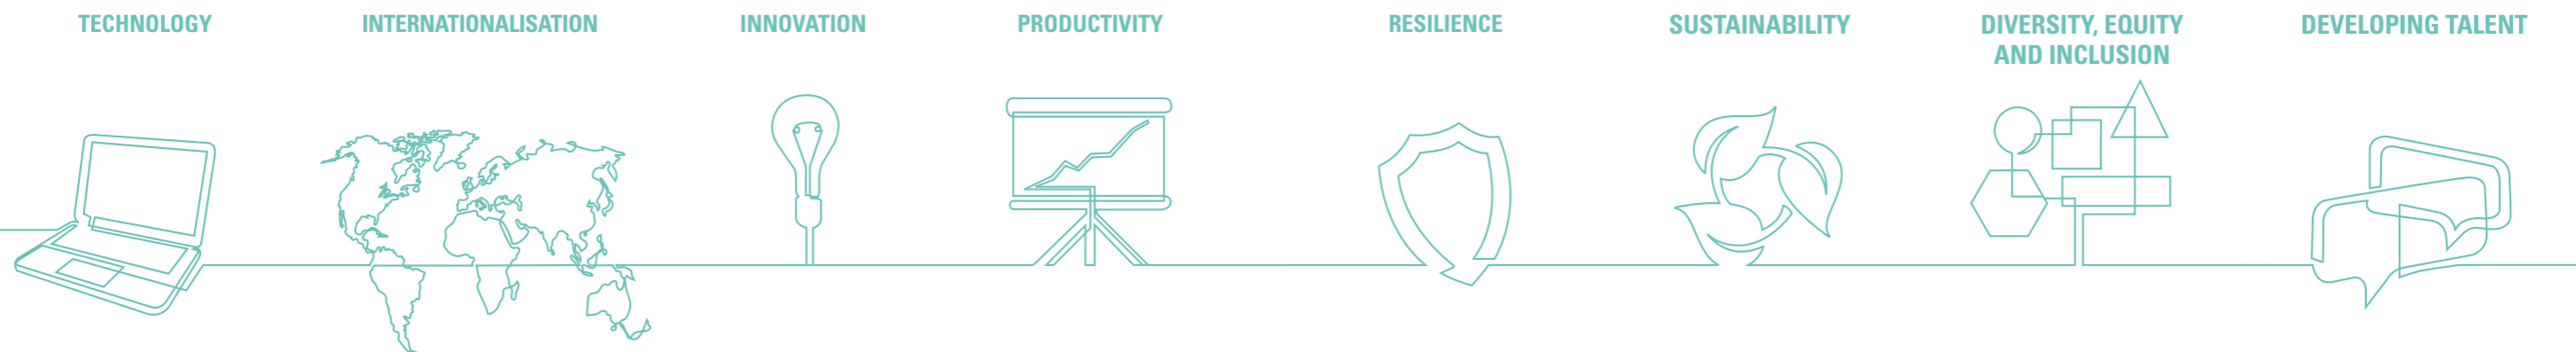 TECHNOLOGY
INTERNATIONALISATION
INNOVATION
PRODUCTIVITY
RESILIENCE
SUSTAINABILITY
DIVERSITY, EQUITY
AND INCLUSION
DEVELOPING TALENT